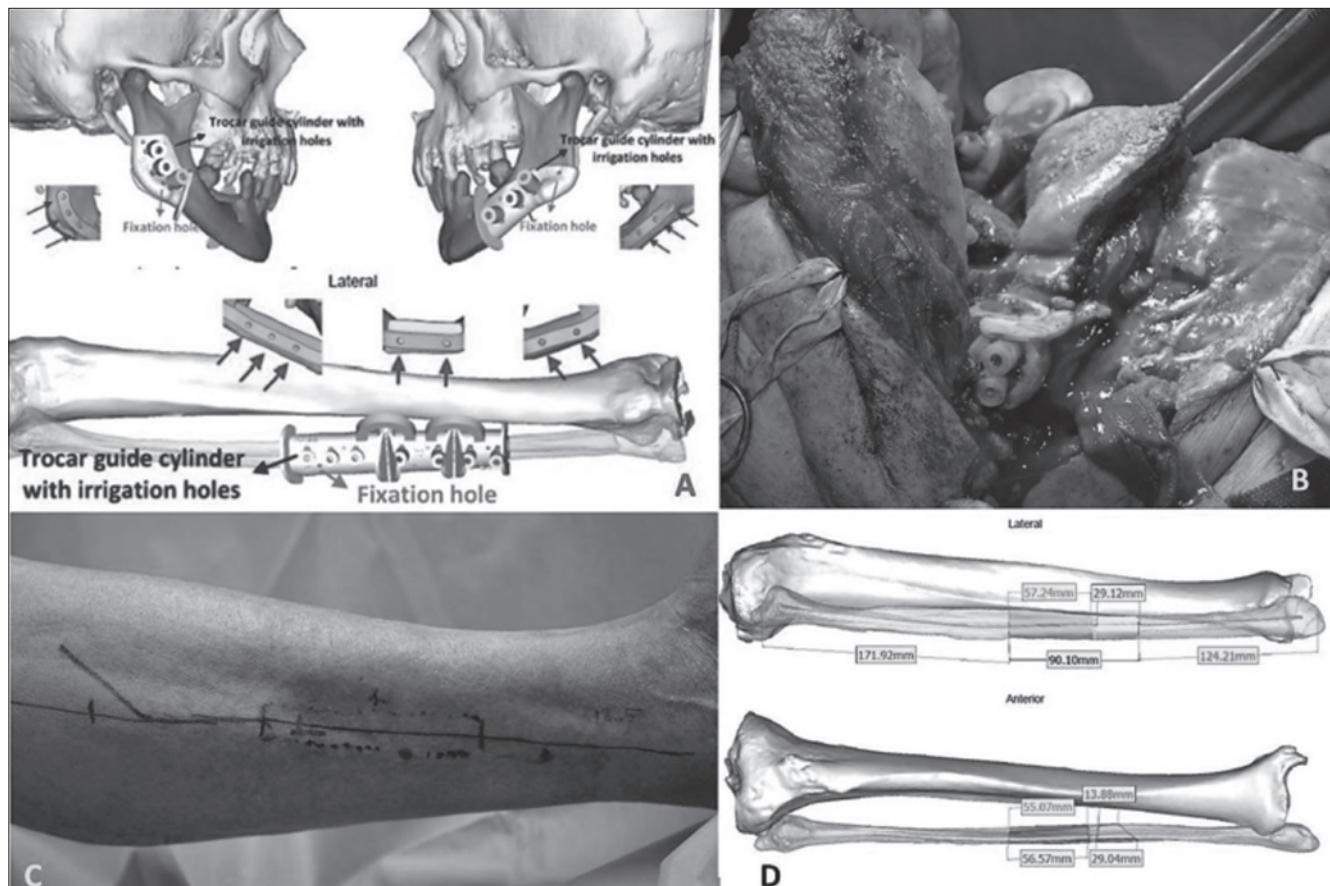 Trocar guide cylinder with
irrigation holes
Fixation hole
Trocar guide cylinder with
irrigation holes
Fixation hole
Lateral
Trocar guide cylinder
with irrigation holes
Fixation hole
A
B
C
Lateral
57.24mm
29.12mm
171.92mm
90.10mm
124.21mm
Anterior
13.88mm
55.07mm
56.57mm
29.04mm
D